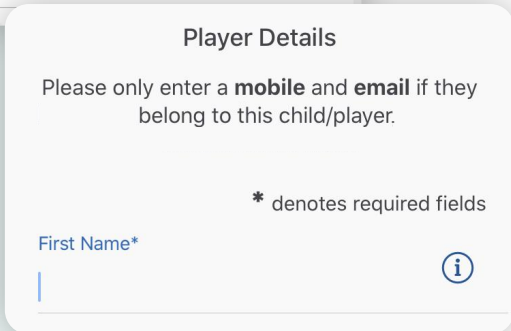 Player Details
Please only enter a mobile and email if they
belong to this child/player.
* denotes required fields
First Name*
i